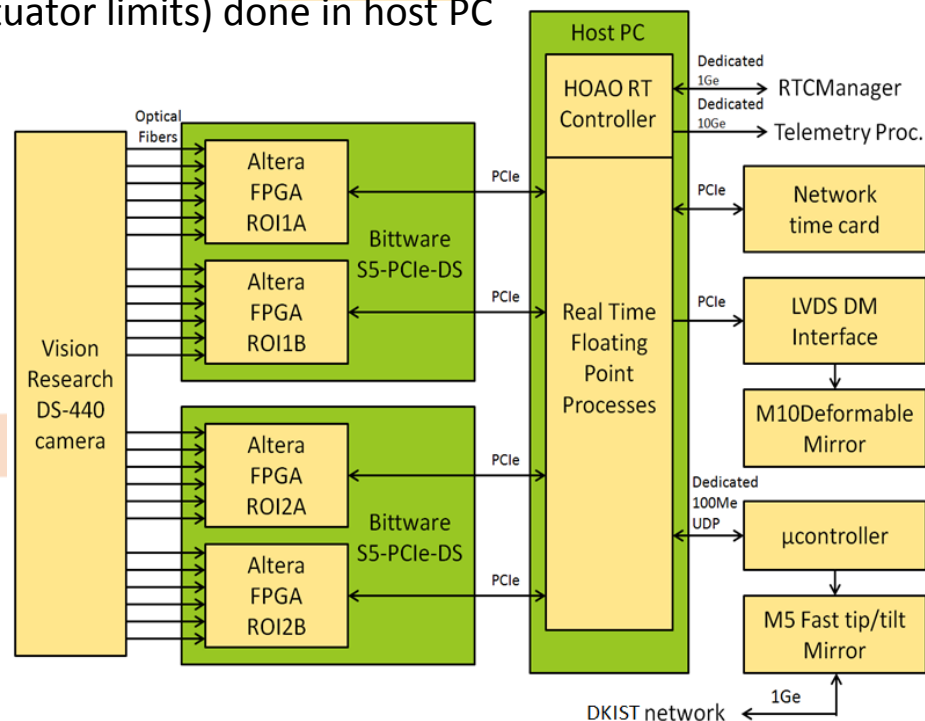 tuator limits) done in host PC
Host PC
HOAO RT
Controller
Dedicated
1Ge
RTCManager
Dedicated
10Ge
Telemetry Proc.
Optical
Fibers
Altera
FPGA
ROI1A
PCIe
Bittware
S5-PCIe-DS
Altera
FPGA
ROI1B
PCIe
Vision
Research
DS-440
camera
Altera
FPGA
ROI2A
PCIe
Bittware
S5-PCIe-DS
Altera
FPGA
ROI2B
PCIe
Real Time
Floating
Point
Processes
PCIe
Network
time card
PCIe
LVDS DM
Interface
M10Deformable
Mirror
Dedicated
100Me
UDP
μcontroller
M5 Fast tip/tilt
Mirror
1Ge
DKIST network